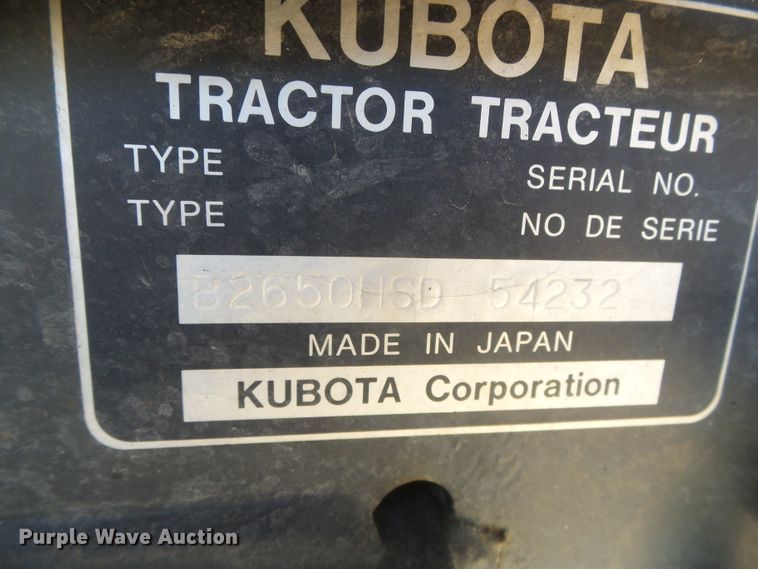 KUBOTA
TRACTOR TRACTEUR
TYPE SERIAL NO.
TYPE NO DE SERIE
B2650HSD 54232
MADE IN JAPAN
KUBOTA Corporation
Purple Wave Auction